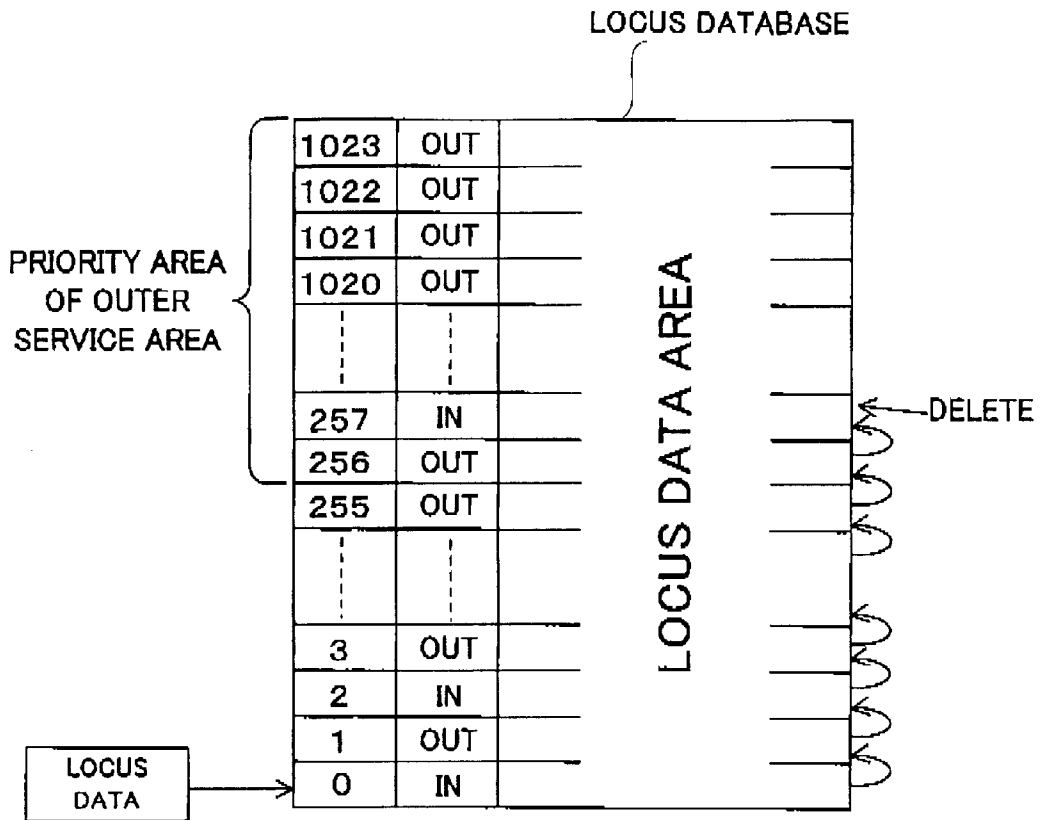 LOCUS DATABASE
1023 OUT
1022 OUT
1021 OUT
1020 OUT
PRIORITY AREA
OF OUTER
SERVICE AREA
257 IN
256 OUT
255 OUT
3 OUT
2 IN
1 OUT
0 IN
LOCUS DATA AREA
DELETE
LOCUS
DATA